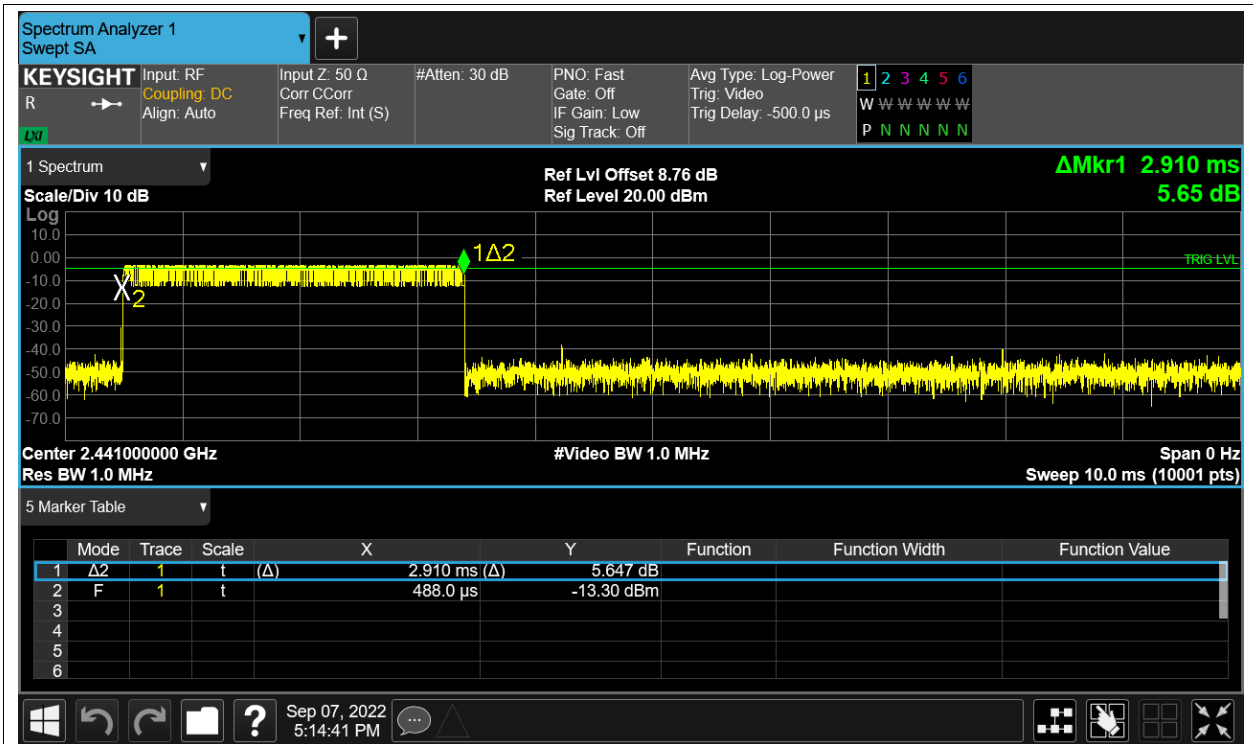 Spectrum Analyzer 1
Swept SA
KEYSIGHT Input: RF Input Z: 50 Ω #Atten: 30 dB PNO: Fast Avg Type: Log-Power 1 2 3 4 5 6
R Coupling: DC Corr CCorr Gate: Off Trig: Video W W W W W W
Align: Auto Freq Ref: Int (S) IF Gain: Low Trig Delay: -500.0 µs
LXI Sig Track: Off P N N N N N
1 Spectrum Ref Lvl Offset 8.76 dB ΔMkr1 2.910 ms
Scale/Div 10 dB Ref Level 20.00 dBm 5.65 dB
Log
10.0
0.00 1Δ2 TRIG LVL
-10.0
-20.0 2
-30.0
-40.0
-50.0
-60.0
-70.0
Center 2.441000000 GHz #Video BW 1.0 MHz Span 0 Hz
Res BW 1.0 MHz Sweep 10.0 ms (10001 pts)
5 Marker Table
Mode Trace Scale X Y Function Function Width Function Value
1 Δ2 1 t (Δ) 2.910 ms (Δ) 5.647 dB
2 F 1 t 488.0 µs -13.30 dBm
3
4
5
6
? Sep 07, 2022
5:14:41 PM